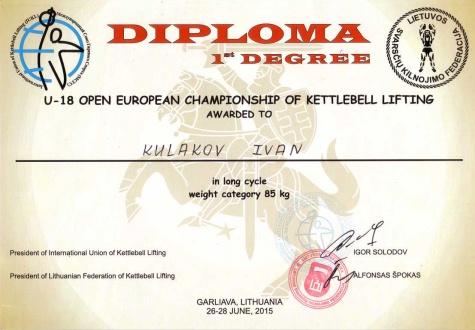 DIPLOMA
1st DEGREE
LIETUVOS
SVARSČIŲ KILNOJIMO FEDERACIJA
U-18 OPEN EUROPEAN CHAMPIONSHIP OF KETTLEBELL LIFTING
AWARDED TO
KULAKOV IVAN
in long cycle
weight category 85 kg
President of International Union of Kettlebell Lifting
IGOR SOLODOV
President of Lithuanian Federation of Kettlebell Lifting
ALFONSAS ŠPOKAS
GARLIAVA, LITHUANIA
26-28 JUNE, 2015